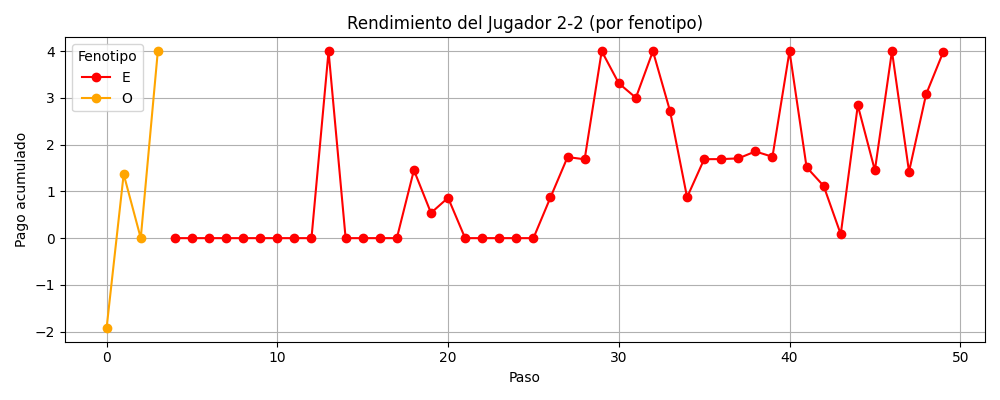 Rendimiento del Jugador 2-2 (por fenotipo)
Fenotipo
E
O
Pago acumulado
4
3
2
1
0
−1
−2
0 10 20 30 40 50
Paso